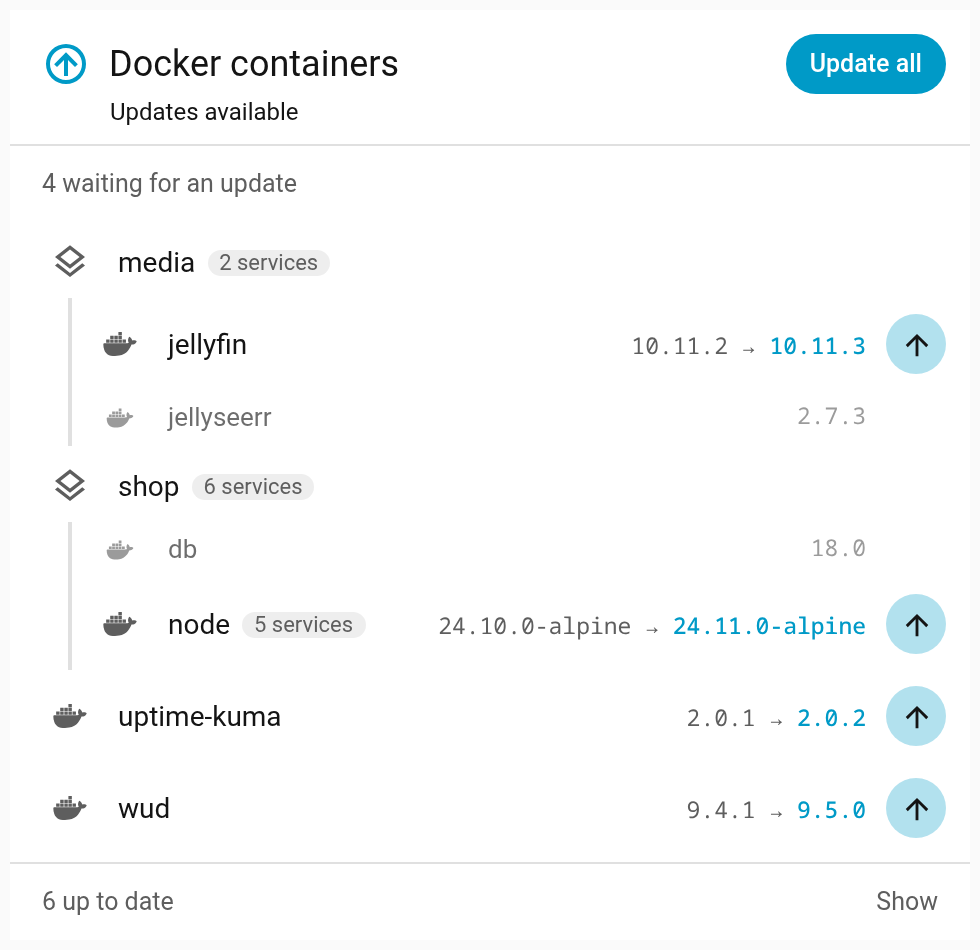 Docker containers
Update all
Updates available
4 waiting for an update
media 2 services
jellyfin 10.11.2 → 10.11.3
jellyseerr 2.7.3
shop 6 services
db 18.0
node 5 services 24.10.0-alpine → 24.11.0-alpine
uptime-kuma 2.0.1 → 2.0.2
wud 9.4.1 → 9.5.0
6 up to date Show